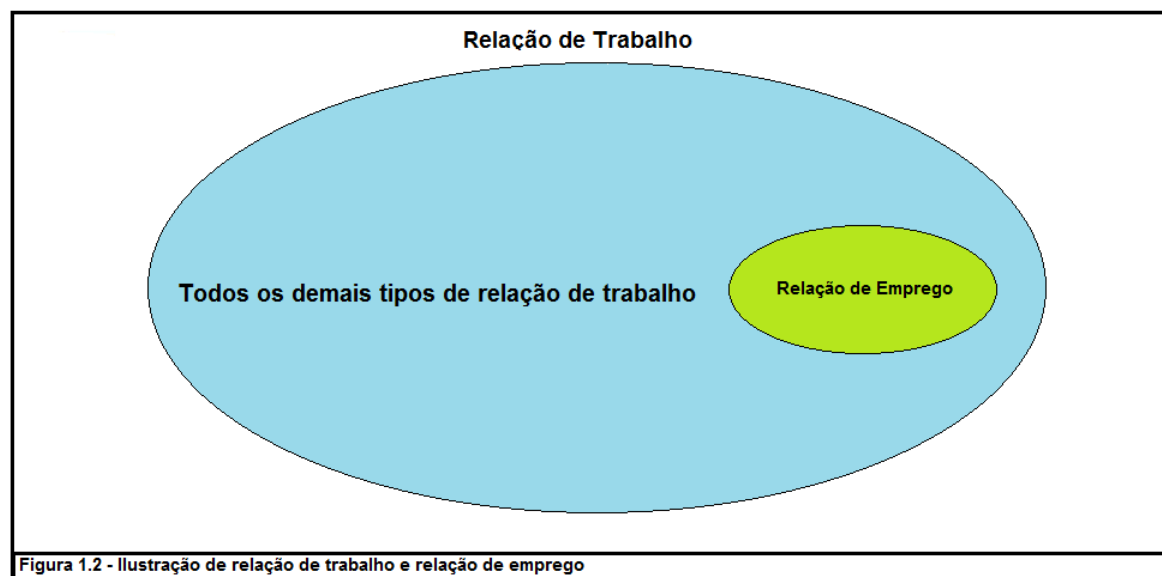 Relação de Trabalho
Todos os demais tipos de relação de trabalho
Relação de Emprego
Figura 1.2 - Ilustração de relação de trabalho e relação de emprego